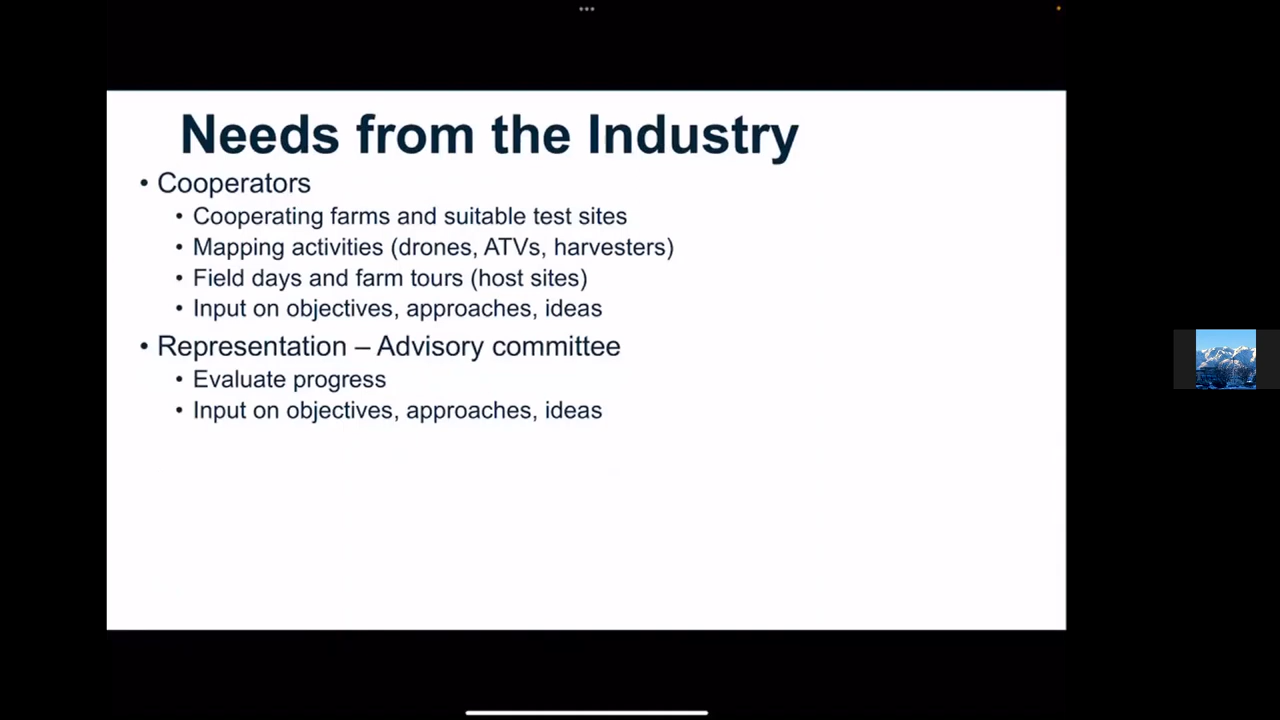 Needs from the Industry
• Cooperators
• Cooperating farms and suitable test sites
• Mapping activities (drones, ATVs, harvesters)
• Field days and farm tours (host sites)
• Input on objectives, approaches, ideas
• Representation – Advisory committee
• Evaluate progress
• Input on objectives, approaches, ideas